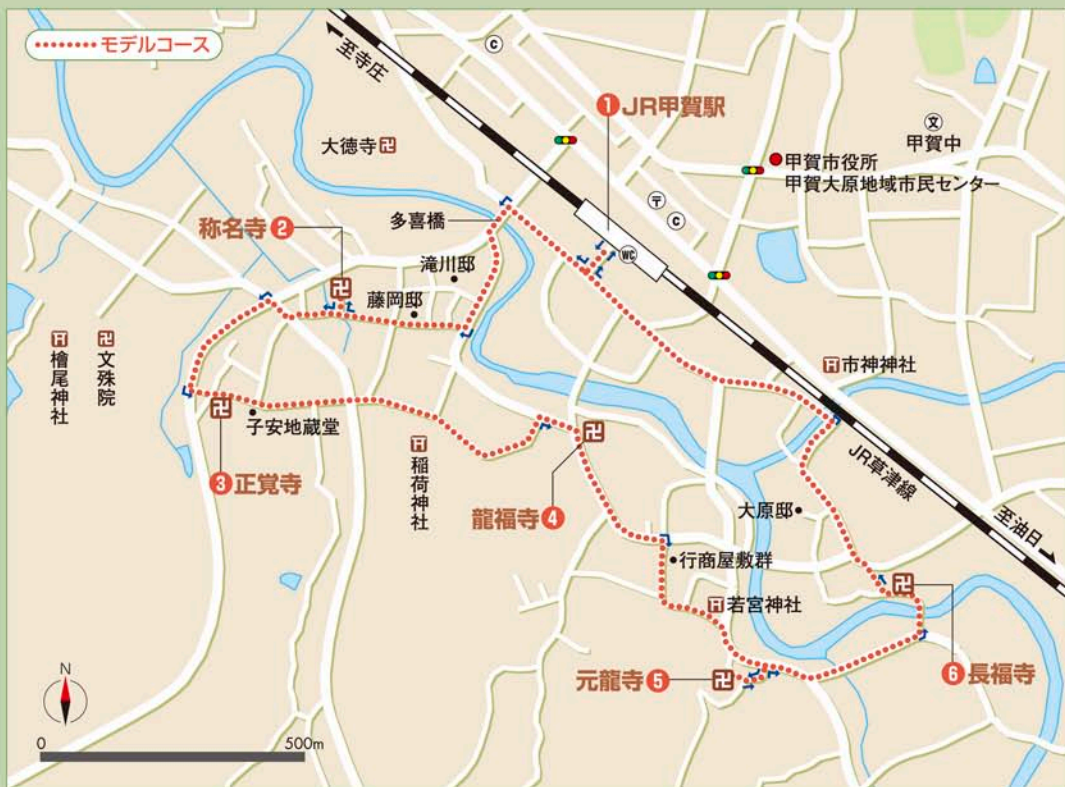 モデルコース
至寺庄
C
❶JR甲賀駅
文
甲賀中
大徳寺
甲賀市役所
甲賀大原地域市民センター
〒
C
称名寺❷
多喜橋
WC
滝川邸
藤岡邸
檜尾神社
文殊院
市神神社
子安地蔵堂
稲荷神社
JR草津線
❸正覚寺
龍福寺❹
大原邸
至油日
行商屋敷群
若宮神社
元龍寺❺
❻長福寺
N
0 500m